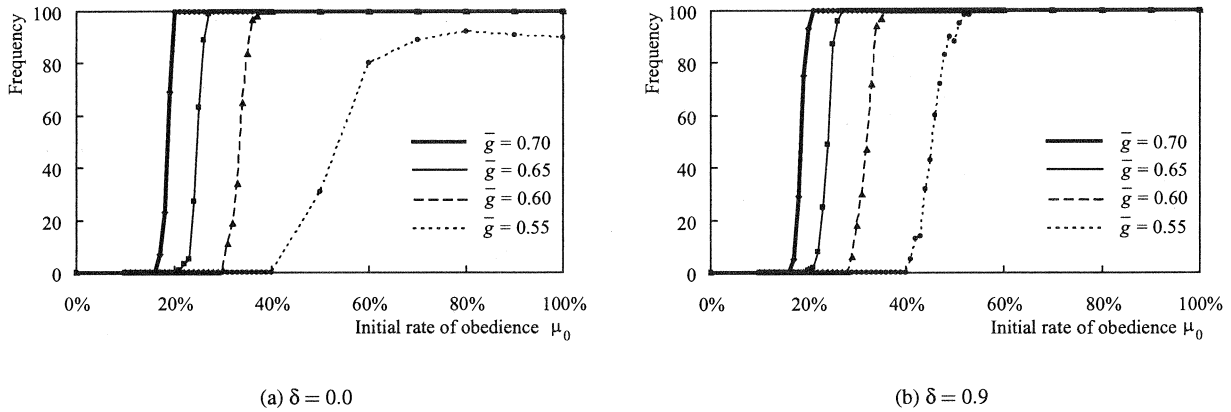 Frequency
100
80
60
40
20
0
0%
20%
30%
40%
60%
80%
100%
Initial rate of obedience μ0
g̅ = 0.70
g̅ = 0.65
g̅ = 0.60
g̅ = 0.55
(a) δ = 0.0
Frequency
100
80
60
40
20
0
0%
20%
40%
60%
80%
100%
Initial rate of obedience μ0
g̅ = 0.70
g̅ = 0.65
g̅ = 0.60
g̅ = 0.55
(b) δ = 0.9